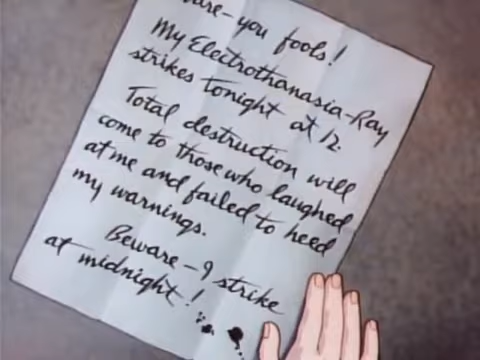 are—you fools!
My Electrothanasia-Ray
strikes tonight at 12.
Total destruction will
come to those who laughed
at me and failed to heed
my warnings.
Beware—I strike
at midnight!